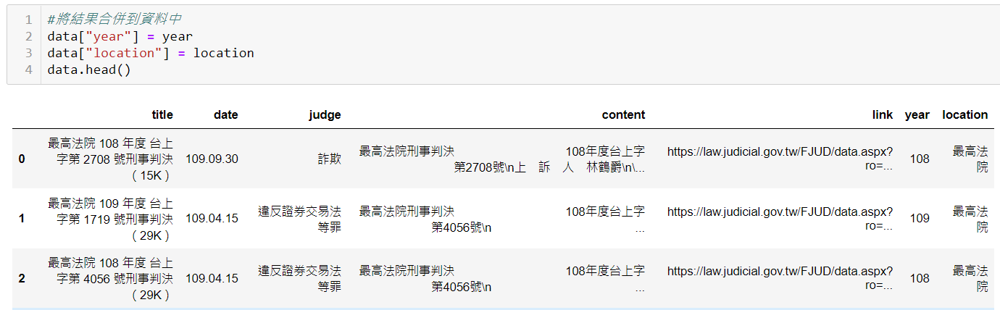 1 #將結果合併到資料中
2 data["year"] = year
3 data["location"] = location
4 data.head()
title date judge content link year location
0 最高法院 108 年度 台上字第 2708 號刑事判決（15K） 109.09.30 詐欺 最高法院刑事判決 108年度台上字第2708號\n上 訴 人 林鶴爵\n\... https://law.judicial.gov.tw/FJUD/data.aspx?ro=... 108 最高法院
1 最高法院 109 年度 台上字第 1719 號刑事判決（29K） 109.04.15 違反證券交易法等罪 最高法院刑事判決 108年度台上字第4056號\n ... https://law.judicial.gov.tw/FJUD/data.aspx?ro=... 109 最高法院
2 最高法院 108 年度 台上字第 4056 號刑事判決（29K） 109.04.15 違反證券交易法等罪 最高法院刑事判決 108年度台上字第4056號\n ... https://law.judicial.gov.tw/FJUD/data.aspx?ro=... 108 最高法院